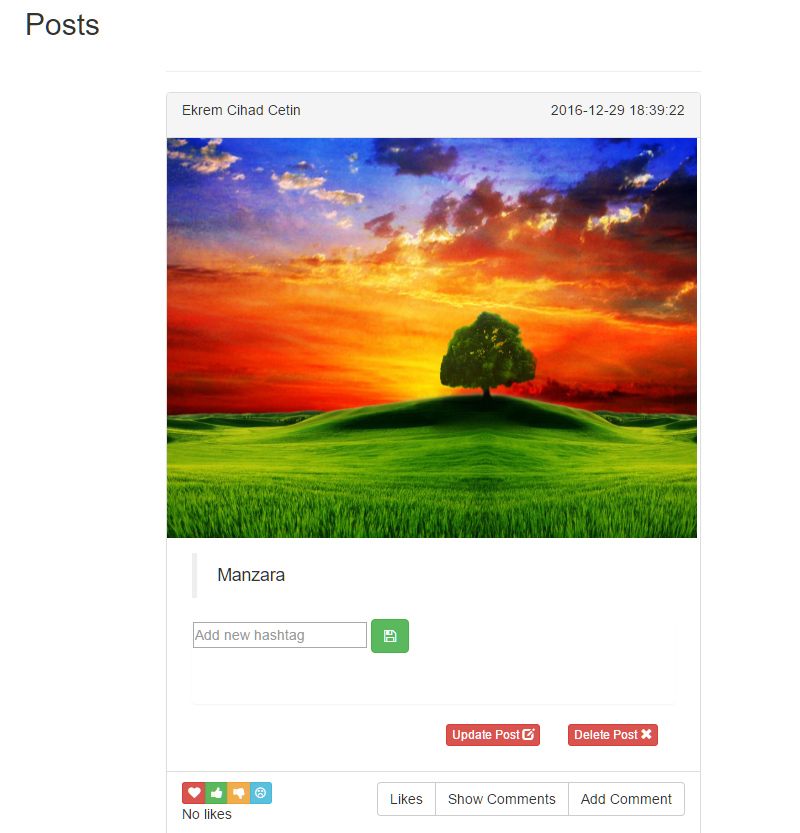 Posts
Ekrem Cihad Cetin 2016-12-29 18:39:22
Manzara
Add new hashtag
Update Post Delete Post
No likes
Likes Show Comments Add Comment